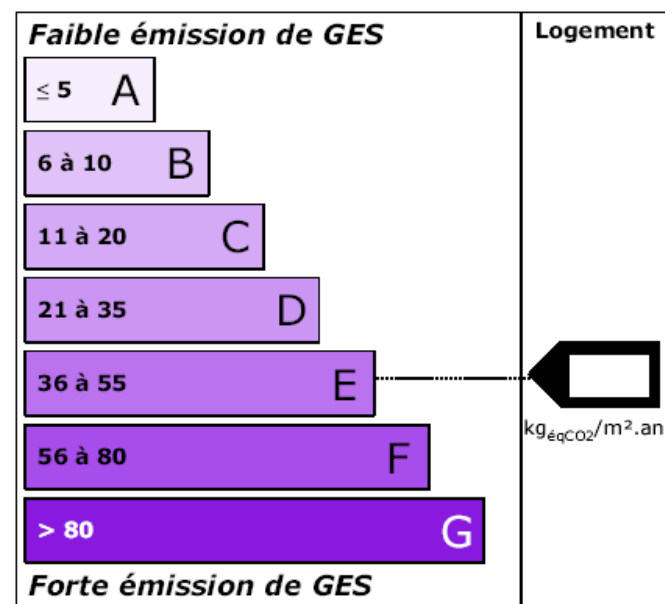 Faible émission de GES
Logement
≤ 5 A
6 à 10 B
11 à 20 C
21 à 35 D
36 à 55 E
kgéqCO2/m².an
56 à 80 F
> 80 G
Forte émission de GES